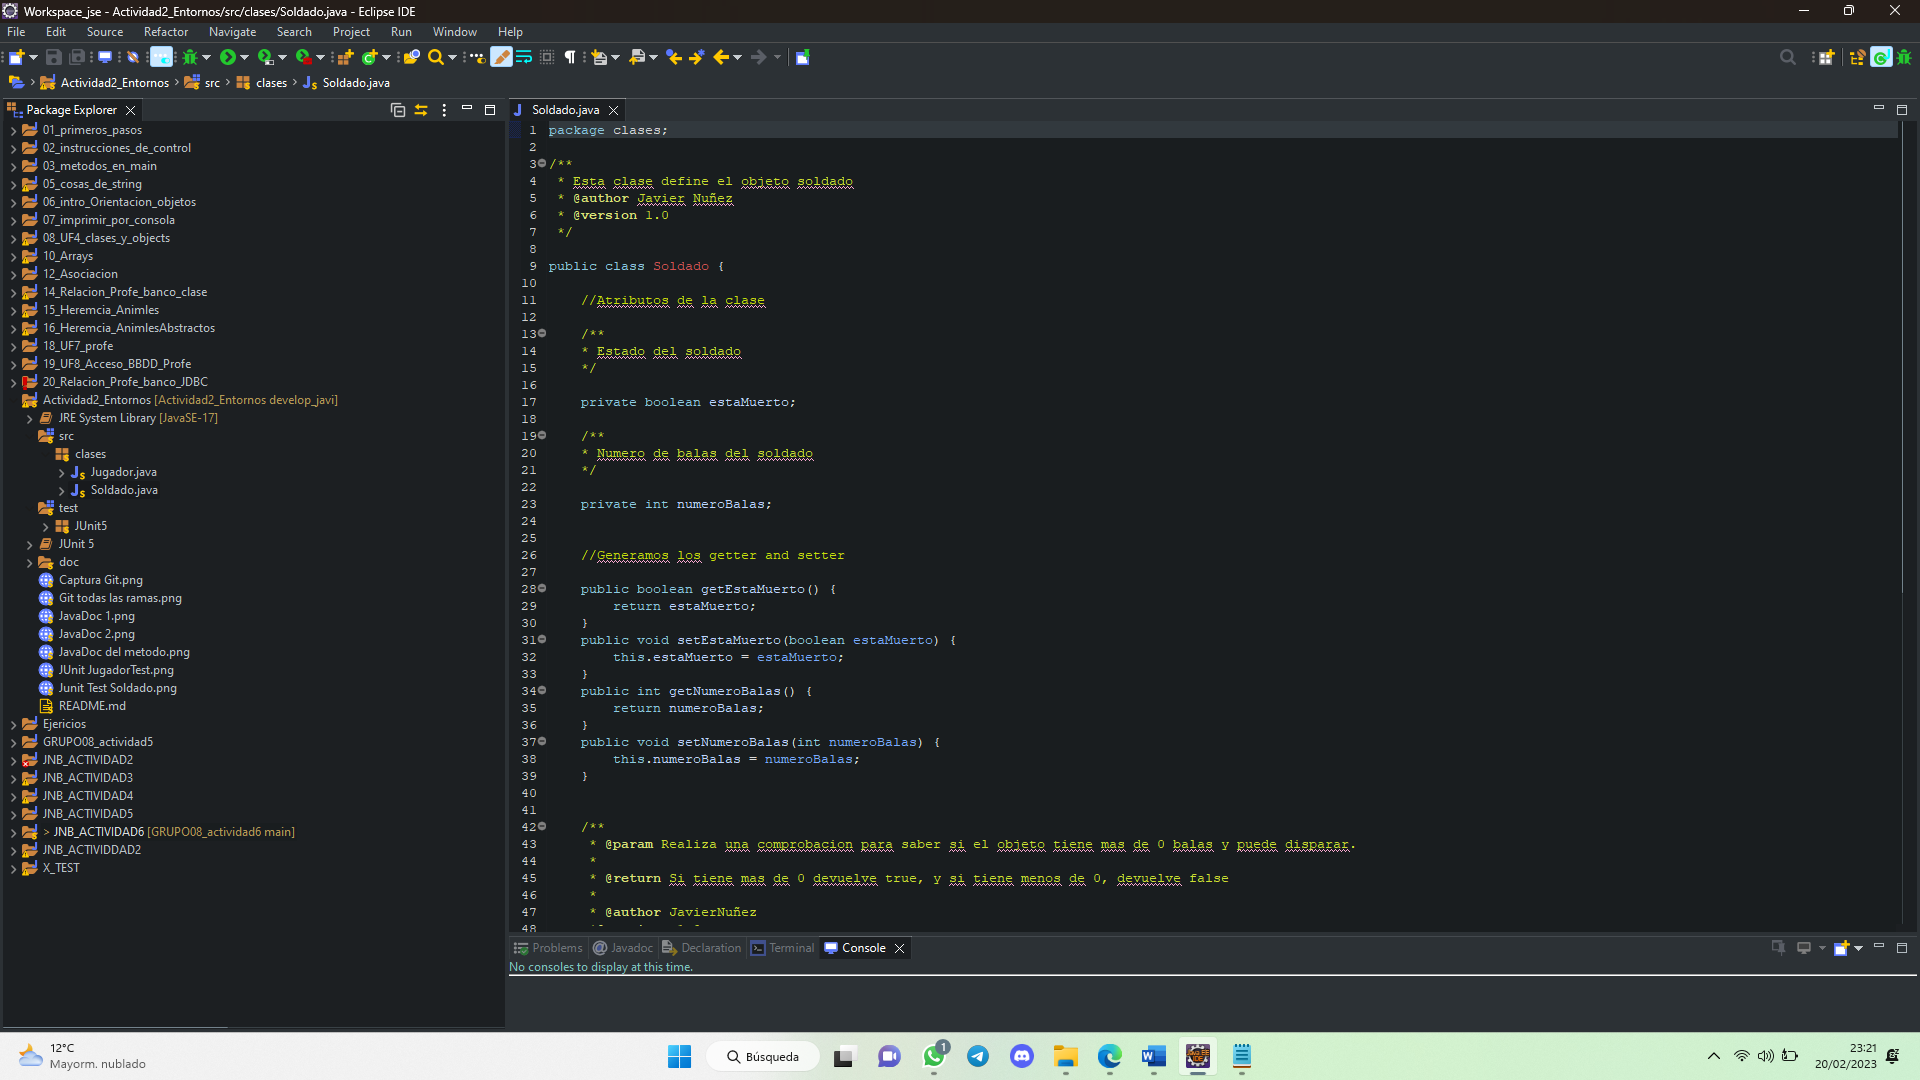 Workspace_jse - Actividad2_Entornos/src/clases/Soldado.java - Eclipse IDE
File Edit Source Refactor Navigate Search Project Run Window Help
Actividad2_Entornos src clases Soldado.java
Package Explorer
01_primeros_pasos
02_instrucciones_de_control
03_metodos_en_main
05_cosas_de_string
06_intro_Orientacion_objetos
07_imprimir_por_consola
08_UF4_clases_y_objects
10_Arrays
12_Asociacion
14_Relacion_Profe_banco_clase
15_Heremcia_Animles
16_Heremcia_AnimlesAbstractos
18_UF7_profe
19_UF8_Acceso_BBDD_Profe
20_Relacion_Profe_banco_JDBC
Actividad2_Entornos [Actividad2_Entornos develop_javi]
JRE System Library [JavaSE-17]
src
clases
Jugador.java
Soldado.java
test
JUnit5
JUnit 5
doc
Captura Git.png
Git todas las ramas.png
JavaDoc 1.png
JavaDoc 2.png
JavaDoc del metodo.png
JUnit JugadorTest.png
Junit Test Soldado.png
README.md
Ejericios
GRUPO08_actividad5
JNB_ACTIVIDAD2
JNB_ACTIVIDAD3
JNB_ACTIVIDAD4
JNB_ACTIVIDAD5
> JNB_ACTIVIDAD6 [GRUPO08_actividad6 main]
JNB_ACTIVIDDAD2
X_TEST
Soldado.java
1 package clases;
2
3 /**
4 * Esta clase define el objeto soldado
5 * @author Javier Nuñez
6 * @version 1.0
7 */
8
9 public class Soldado {
10
11 //Atributos de la clase
12
13 /**
14 * Estado del soldado
15 */
16
17 private boolean estaMuerto;
18
19 /**
20 * Numero de balas del soldado
21 */
22
23 private int numeroBalas;
24
25
26 //Generamos los getter and setter
27
28 public boolean getEstaMuerto() {
29 return estaMuerto;
30 }
31 public void setEstaMuerto(boolean estaMuerto) {
32 this.estaMuerto = estaMuerto;
33 }
34 public int getNumeroBalas() {
35 return numeroBalas;
36 }
37 public void setNumeroBalas(int numeroBalas) {
38 this.numeroBalas = numeroBalas;
39 }
40
41
42 /**
43 * @param Realiza una comprobacion para saber si el objeto tiene mas de 0 balas y puede disparar.
44 *
45 * @return Si tiene mas de 0 devuelve true, y si tiene menos de 0, devuelve false
46 *
47 * @author JavierNuñez
48
Problems Javadoc Declaration Terminal Console
No consoles to display at this time.
12°C
Mayorm. nublado
Búsqueda
1
23:21
20/02/2023